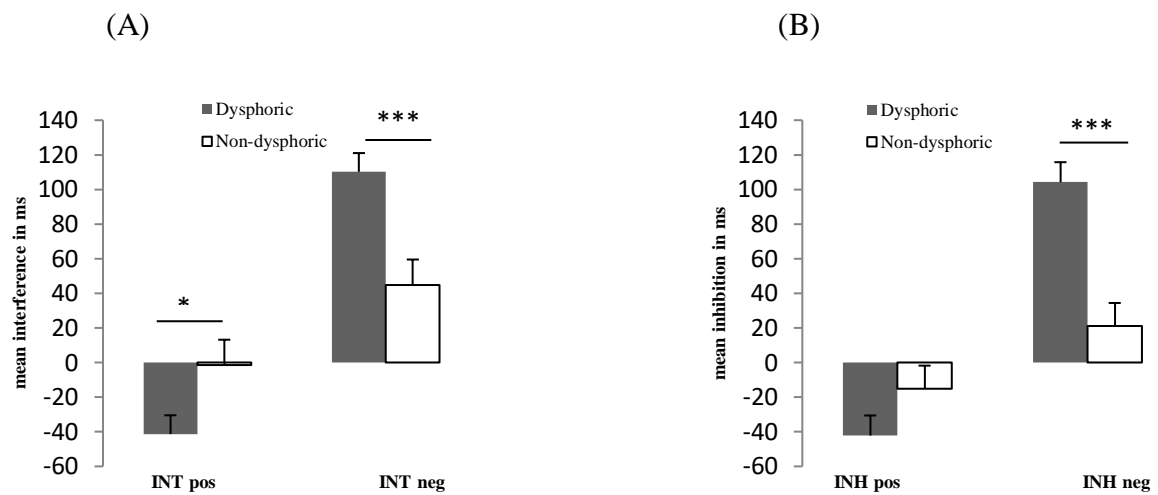 (A)
Dysphoric
Non-dysphoric
***
*
140
120
100
80
60
40
20
0
-20
-40
-60
mean interference in ms
INT pos
INT neg
(B)
Dysphoric
Non-dysphoric
***
140
120
100
80
60
40
20
0
-20
-40
-60
mean inhibition in ms
INH pos
INH neg